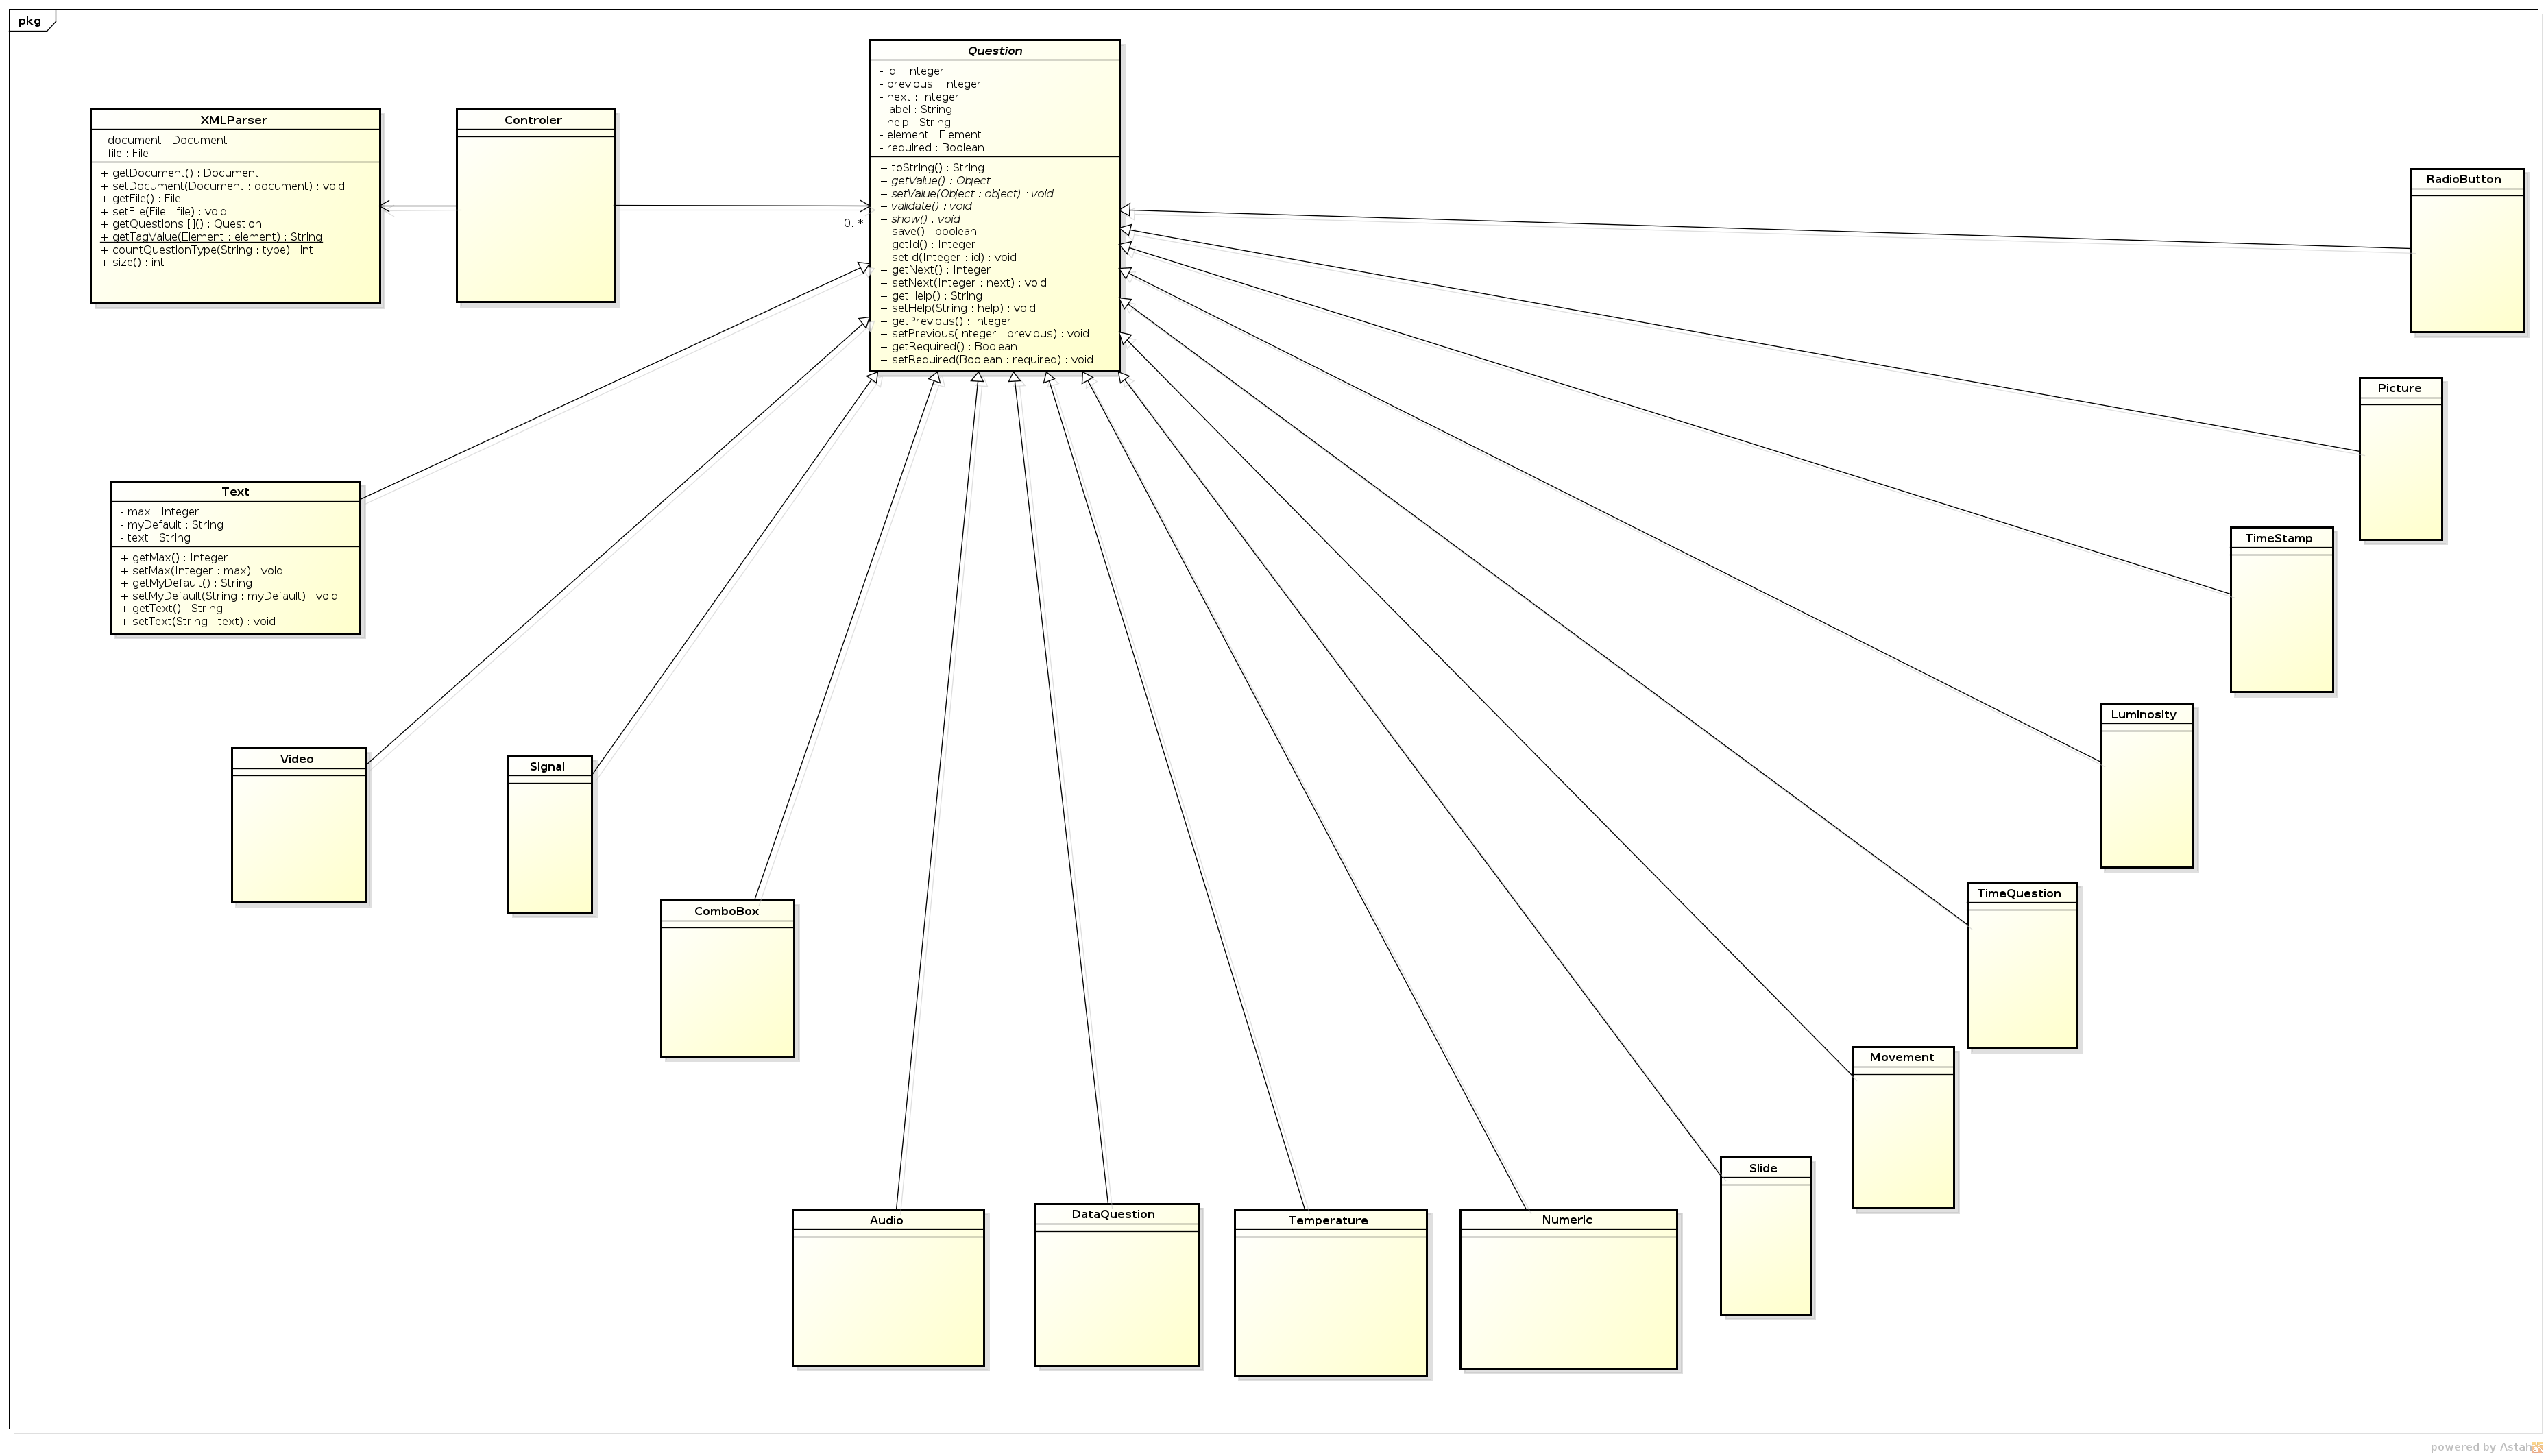 pkg
Question
- id : Integer
- previous : Integer
- next : Integer
- label : String
- help : String
- element : Element
- required : Boolean
+ toString() : String
+ getValue() : Object
+ setValue(Object : object) : void
+ validate() : void
+ show() : void
+ save() : boolean
+ getId() : Integer
+ setId(Integer : id) : void
+ getNext() : Integer
+ setNext(Integer : next) : void
+ getHelp() : String
+ setHelp(String : help) : void
+ getPrevious() : Integer
+ setPrevious(Integer : previous) : void
+ getRequired() : Boolean
+ setRequired(Boolean : required) : void
XMLParser
- document : Document
- file : File
+ getDocument() : Document
+ setDocument(Document : document) : void
+ getFile() : File
+ setFile(File : file) : void
+ getQuestions [ ]() : Question
+ getTagValue(Element : element) : String
+ countQuestionType(String : type) : int
+ size() : int
Controler
0..*
RadioButton
Picture
Text
- max : Integer
- myDefault : String
- text : String
+ getMax() : Integer
+ setMax(Integer : max) : void
+ getMyDefault() : String
+ setMyDefault(String : myDefault) : void
+ getText() : String
+ setText(String : text) : void
TimeStamp
Luminosity
Video
Signal
TimeQuestion
ComboBox
Movement
Slide
Audio
DataQuestion
Temperature
Numeric
powered by Astah